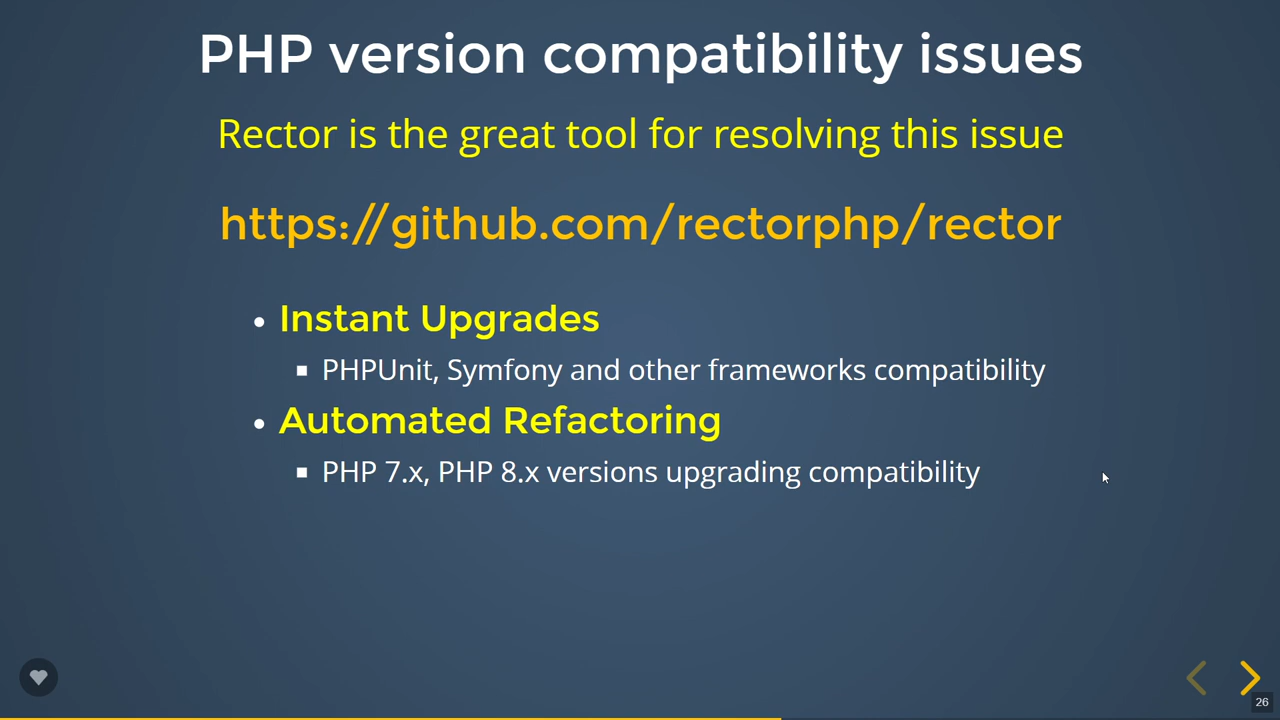 PHP version compatibility issues
Rector is the great tool for resolving this issue
https://github.com/rectorphp/rector
Instant Upgrades
PHPUnit, Symfony and other frameworks compatibility
Automated Refactoring
PHP 7.x, PHP 8.x versions upgrading compatibility
26